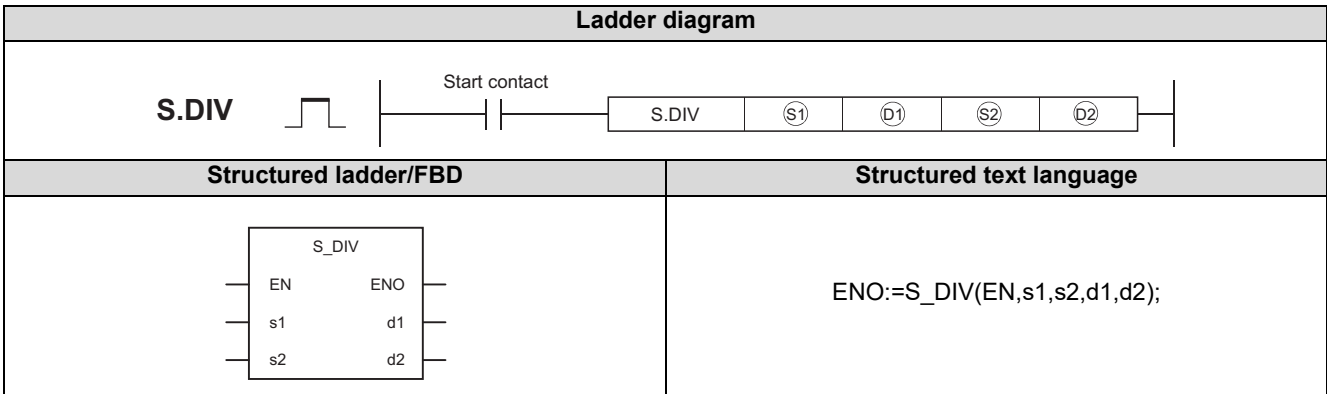 Ladder diagram
Start contact
S.DIV
S.DIV S1 D1 S2 D2
Structured ladder/FBD Structured text language
S_DIV
EN ENO
s1 d1
s2 d2
ENO:=S_DIV(EN,s1,s2,d1,d2);